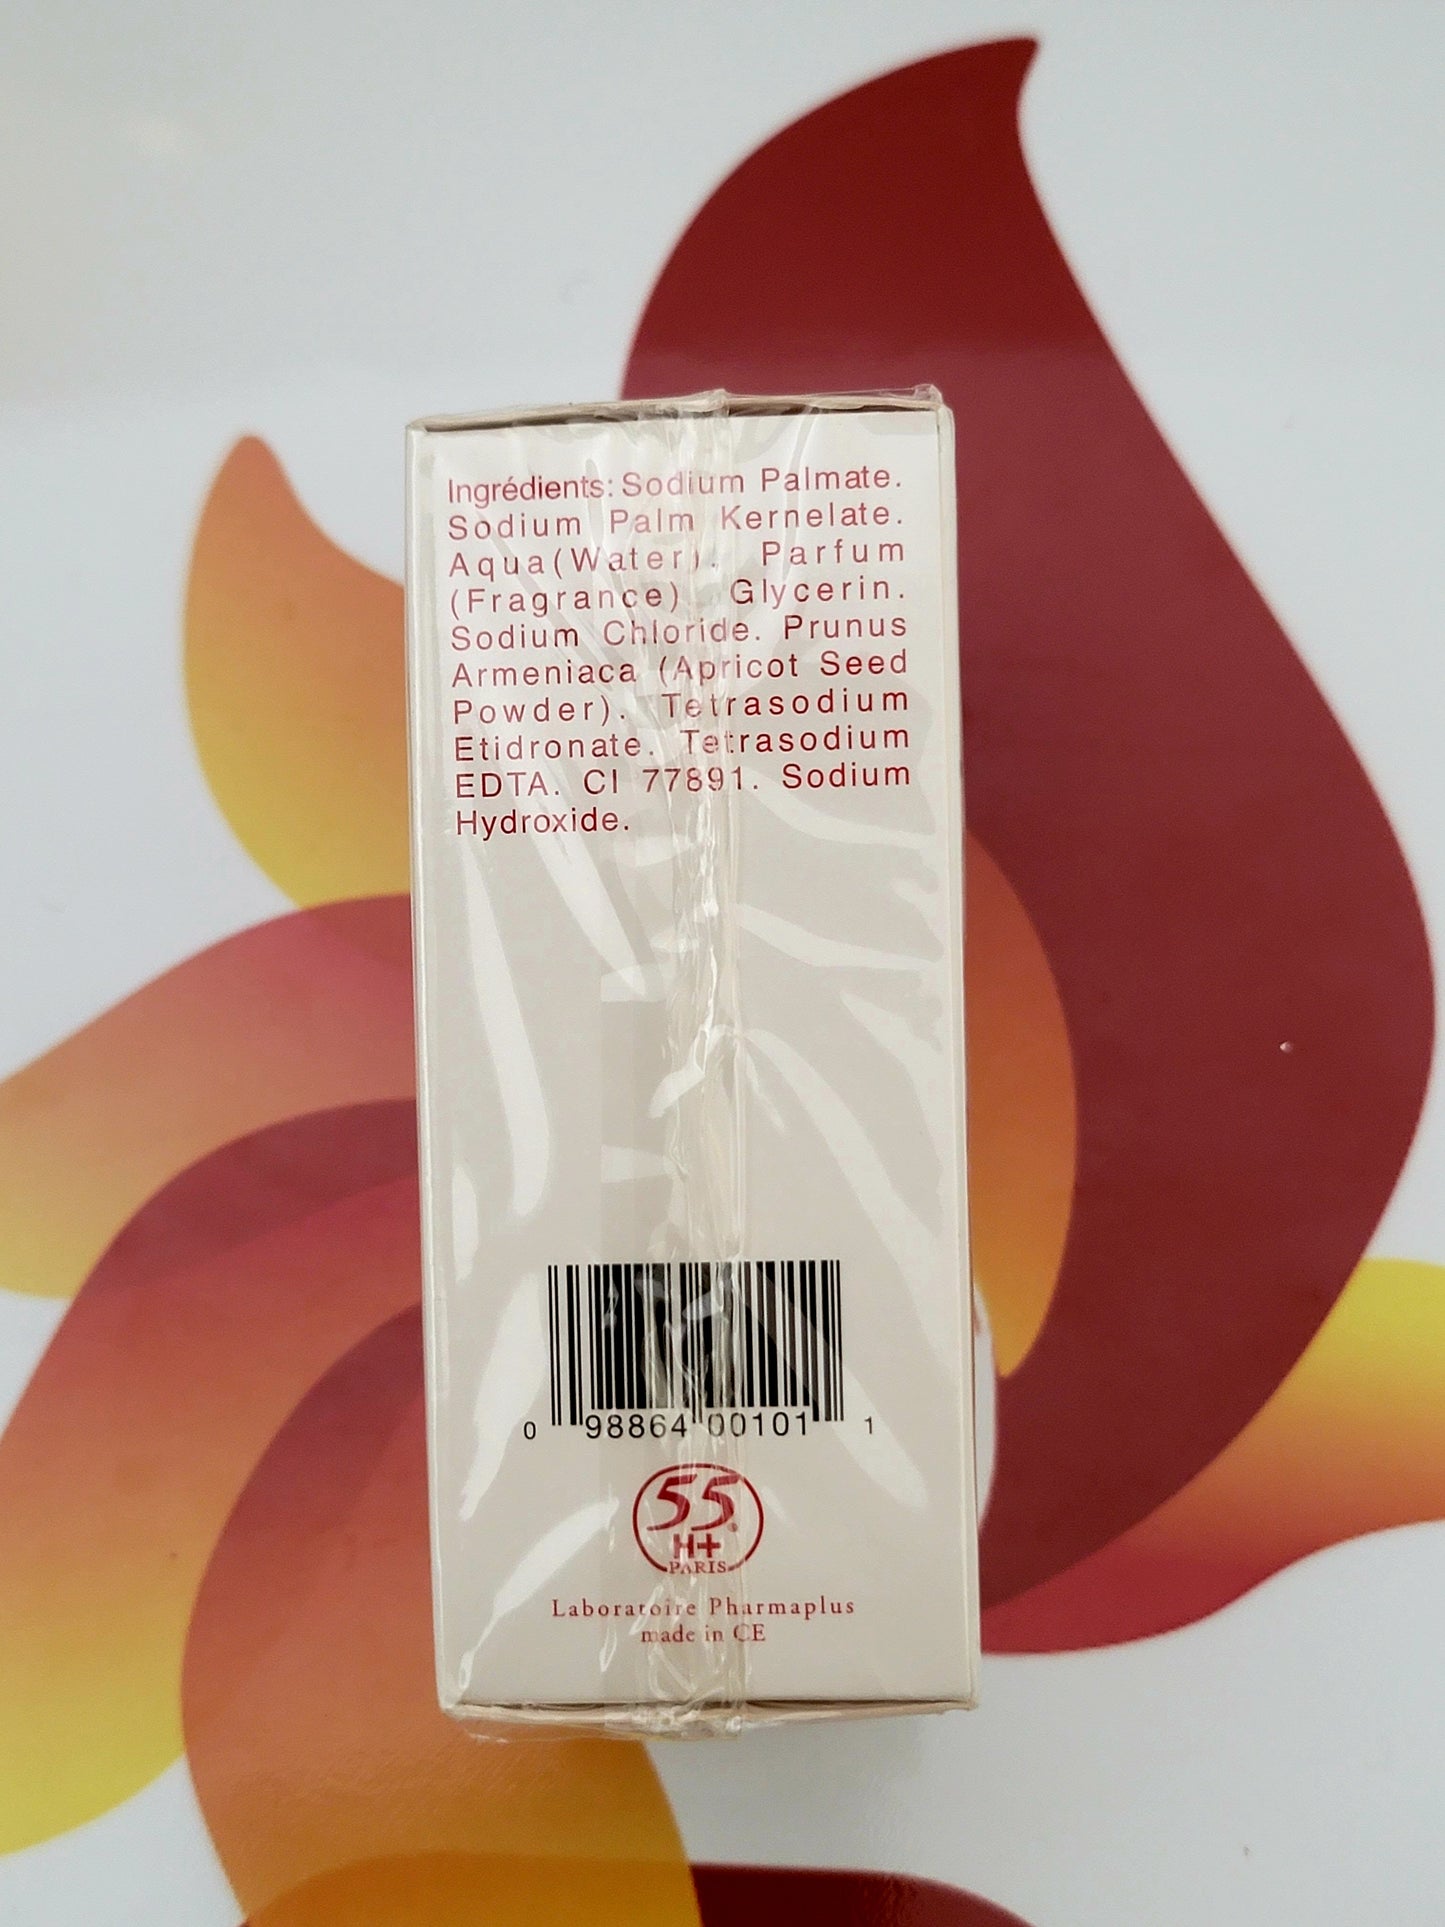 Ingrédients: Sodium Palmate.
Sodium Palm Kernelate.
Aqua(Water). Parfum
(Fragrance). Glycerin.
Sodium Chloride. Prunus
Armeniaca (Apricot Seed
Powder). Tetrasodium
Etidronate. Tetrasodium
EDTA. CI 77891. Sodium
Hydroxide.
0 98864 00101 1
55®
H+
PARIS
Laboratoire Pharmaplus
made in CE